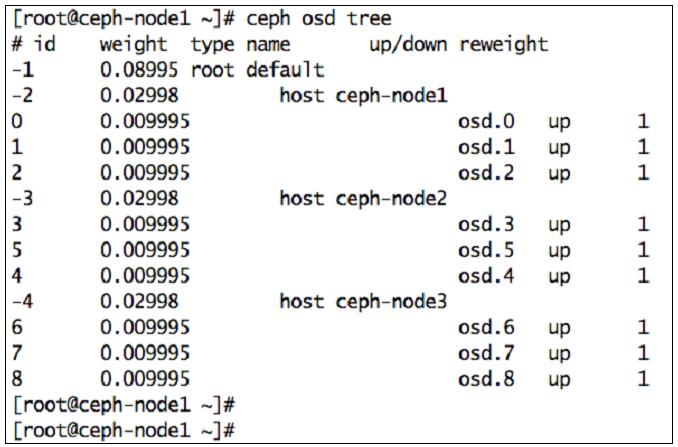 [root@ceph-node1 ~]# ceph osd tree
# id weight type name up/down reweight
-1 0.08995 root default
-2 0.02998 host ceph-node1
0 0.009995 osd.0 up 1
1 0.009995 osd.1 up 1
2 0.009995 osd.2 up 1
-3 0.02998 host ceph-node2
3 0.009995 osd.3 up 1
5 0.009995 osd.5 up 1
4 0.009995 osd.4 up 1
-4 0.02998 host ceph-node3
6 0.009995 osd.6 up 1
7 0.009995 osd.7 up 1
8 0.009995 osd.8 up 1
[root@ceph-node1 ~]#
[root@ceph-node1 ~]#